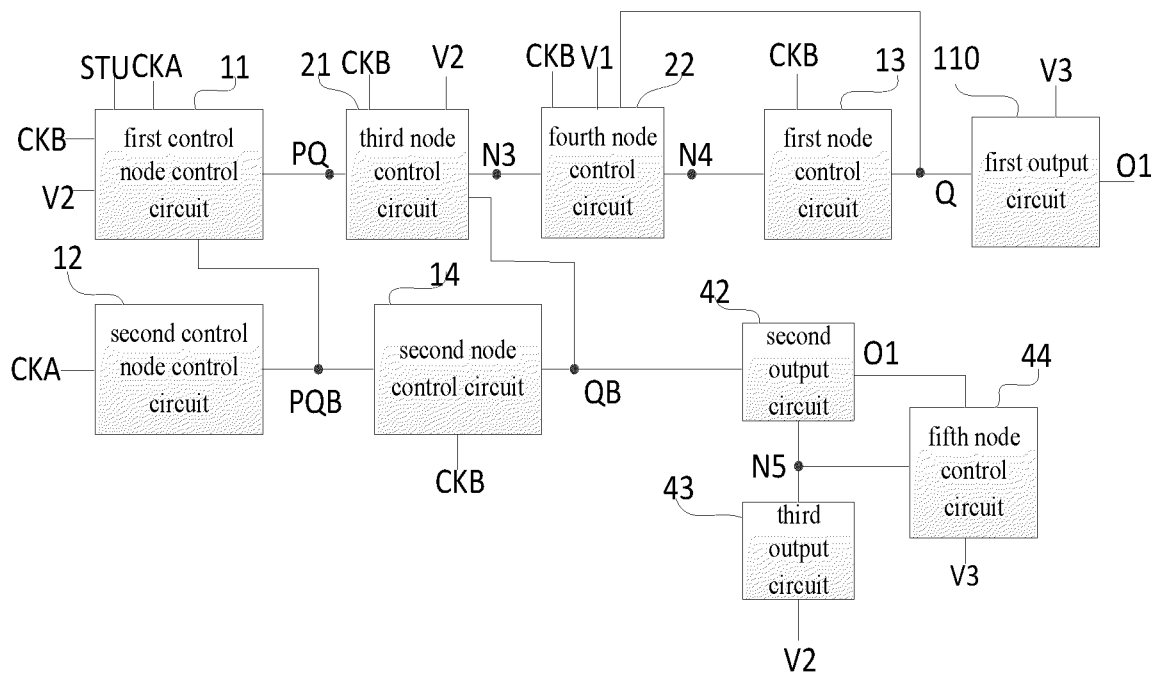 STU CKA 11
21 CKB V2
CKB V1 22
CKB 13
110 V3
CKB
V2
first control
node control
circuit
PQ
third node
control
circuit
N3
fourth node
control
circuit
N4
first node
control
circuit
Q
first output
circuit
O1
12
CKA
second control
node control
circuit
PQB
14
second node
control circuit
CKB
QB
42
second
output
circuit
O1
44
fifth node
control
circuit
V3
N5
43
third
output
circuit
V2